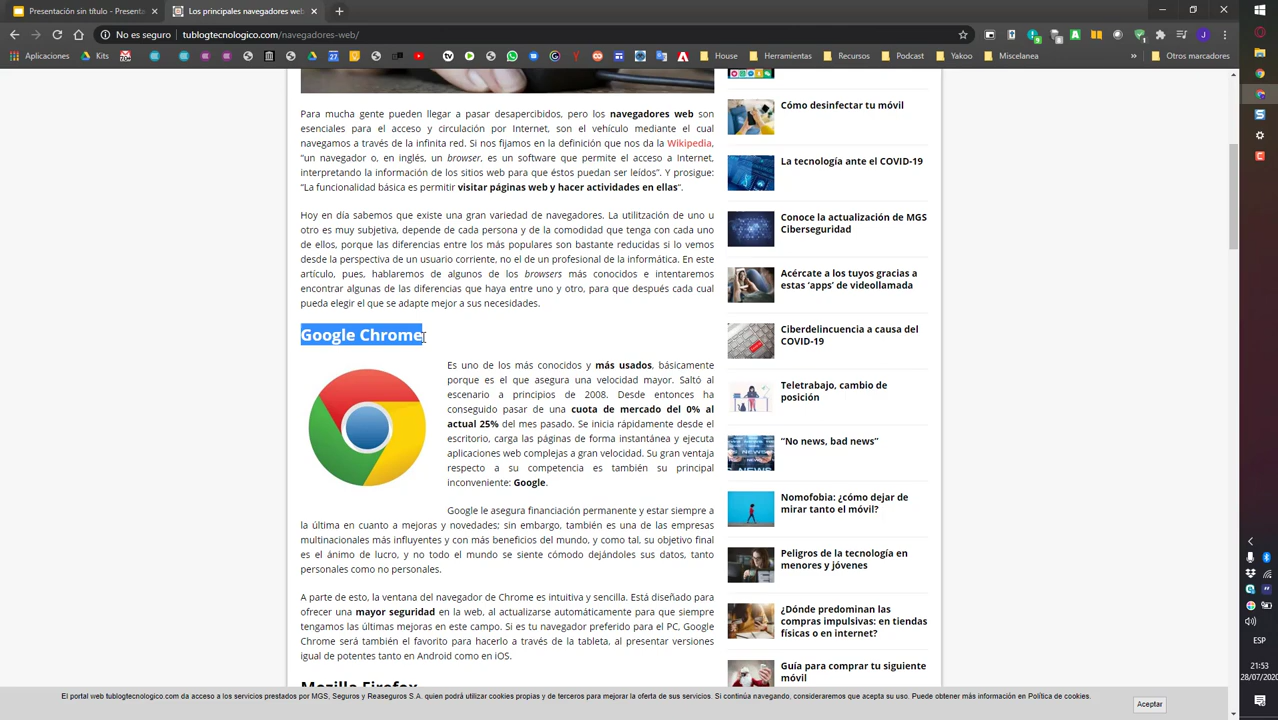 Presentación sin título - Presenta
Los principales navegadores web
No es seguro
tublogtecnologico.com/navegadores-web/
Aplicaciones
Kits
House
Herramientas
Recursos
Podcast
Yakoo
Miscelanea
Otros marcadores
Para mucha gente pueden llegar a pasar desapercibidos, pero los navegadores web son
esenciales para el acceso y circulación por Internet, son el vehículo mediante el cual
navegamos a través de la infinita red. Si nos fijamos en la definición que nos da la Wikipedia,
“un navegador o, en inglés, un browser, es un software que permite el acceso a Internet,
interpretando la información de los sitios web para que éstos puedan ser leídos”. Y prosigue:
“La funcionalidad básica es permitir visitar páginas web y hacer actividades en ellas”.
Hoy en día sabemos que existe una gran variedad de navegadores. La utilitzación de uno u
otro es muy subjetiva, depende de cada persona y de la comodidad que tenga con cada uno
de ellos, porque las diferencias entre los más populares son bastante reducidas si lo vemos
desde la perspectiva de un usuario corriente, no el de un profesional de la informática. En este
artículo, pues, hablaremos de algunos de los browsers más conocidos e intentaremos
encontrar algunas de las diferencias que haya entre uno y otro, para que después cada cual
pueda elegir el que se adapte mejor a sus necesidades.
Google Chrome
Es uno de los más conocidos y más usados, básicamente
porque es el que asegura una velocidad mayor. Saltó al
escenario a principios de 2008. Desde entonces ha
conseguido pasar de una cuota de mercado del 0% al
actual 25% del mes pasado. Se inicia rápidamente desde el
escritorio, carga las páginas de forma instantánea y ejecuta
aplicaciones web complejas a gran velocidad. Su gran ventaja
respecto a su competencia es también su principal
inconveniente: Google.
Google le asegura financiación permanente y estar siempre a
la última en cuanto a mejoras y novedades; sin embargo, también es una de las empresas
multinacionales más influyentes y con más beneficios del mundo, y como tal, su objetivo final
es el ánimo de lucro, y no todo el mundo se siente cómodo dejándoles sus datos, tanto
personales como no personales.
A parte de esto, la ventana del navegador de Chrome es intuitiva y sencilla. Está diseñado para
ofrecer una mayor seguridad en la web, al actualizarse automáticamente para que siempre
tengamos las últimas mejoras en este campo. Si es tu navegador preferido para el PC, Google
Chrome será también el favorito para hacerlo a través de la tableta, al presentar versiones
igual de potentes tanto en Android como en iOS.
Mozilla Firefox
Cómo desinfectar tu móvil
La tecnología ante el COVID-19
Conoce la actualización de MGS
Ciberseguridad
Acércate a los tuyos gracias a
estas ‘apps’ de videollamada
Ciberdelincuencia a causa del
COVID-19
Teletrabajo, cambio de
posición
“No news, bad news”
Nomofobia: ¿cómo dejar de
mirar tanto el móvil?
Peligros de la tecnología en
menores y jóvenes
¿Dónde predominan las
compras impulsivas: en tiendas
físicas o en internet?
Guía para comprar tu siguiente
móvil
El portal web tublogtecnologico.com da acceso a los servicios prestados por MGS, Seguros y Reaseguros S.A. quien podrá utilizar cookies propias y de terceros para mejorar la oferta de sus servicios. Si continúa navegando, consideraremos que acepta su uso. Puede obtener más información en Política de cookies.
Aceptar
ESP
21:53
28/07/2020